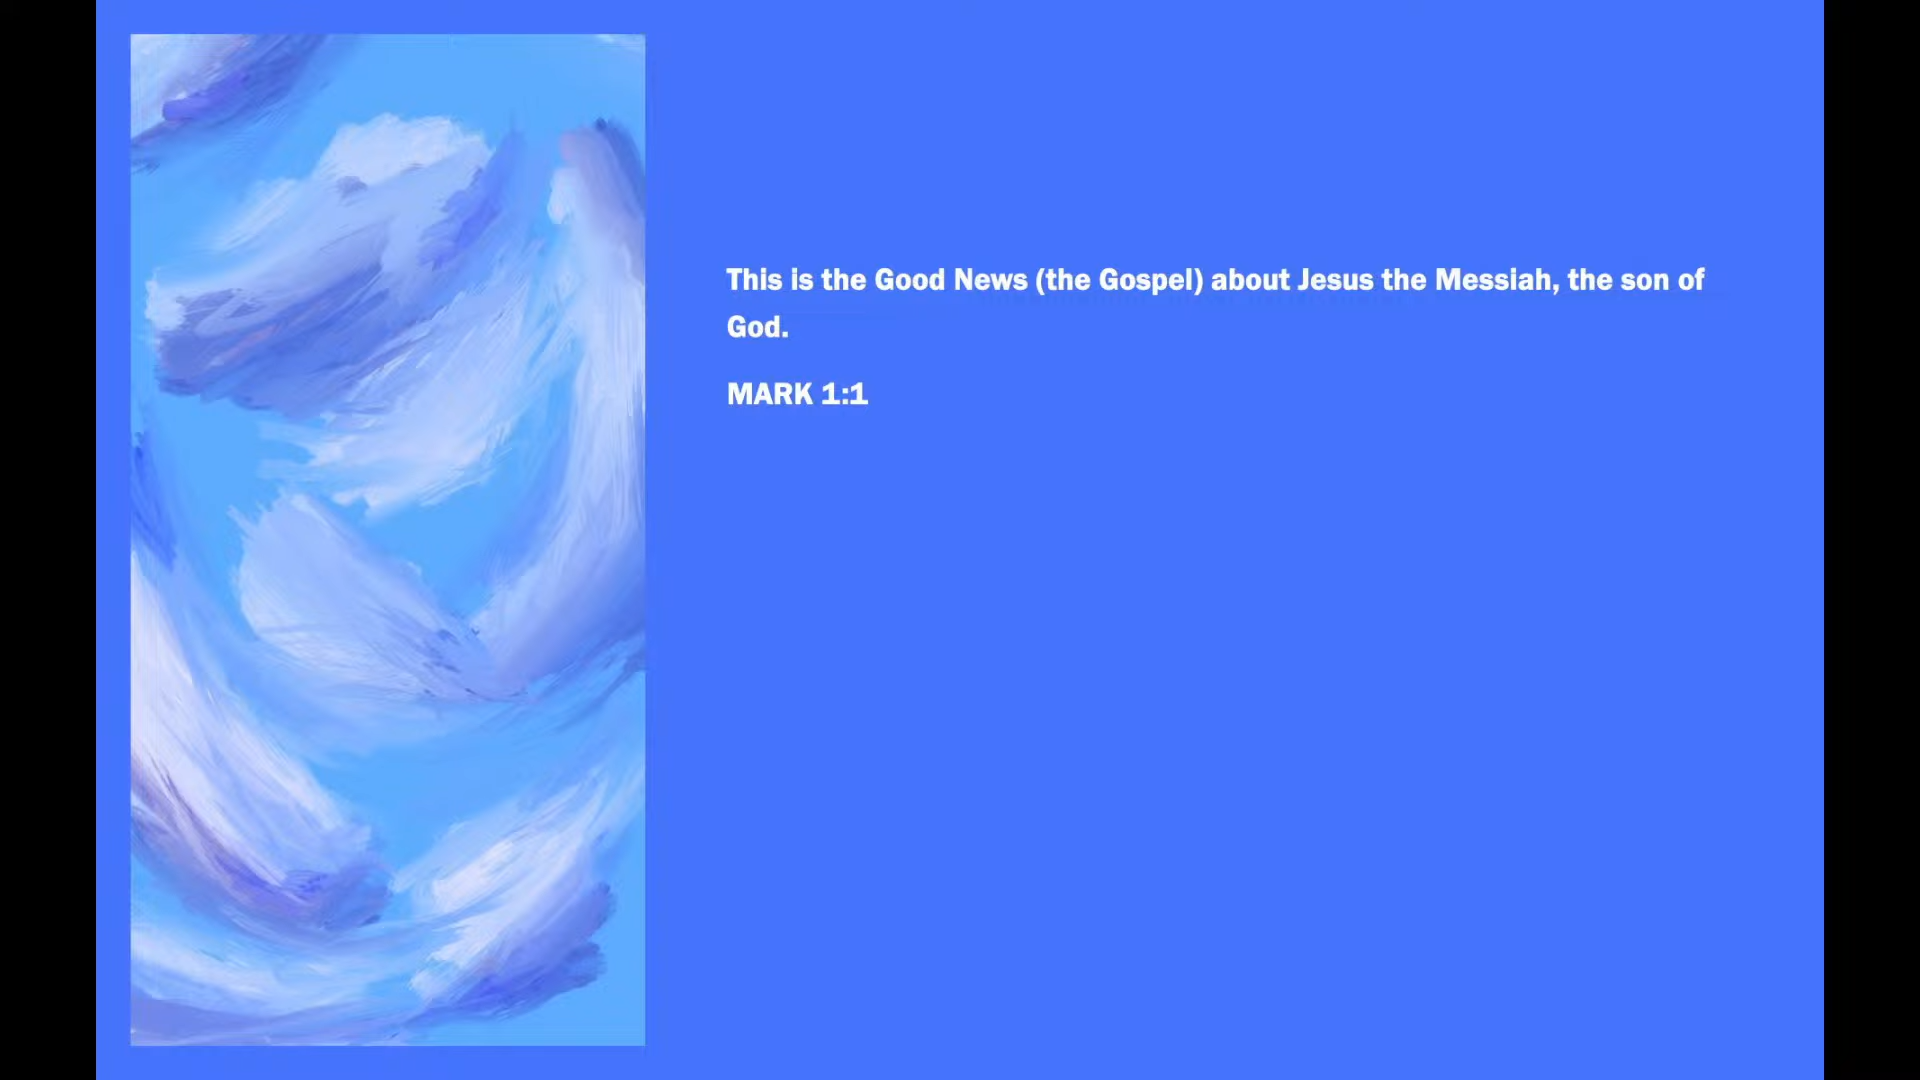 This is the Good News (the Gospel) about Jesus the Messiah, the son of
God.
MARK 1:1